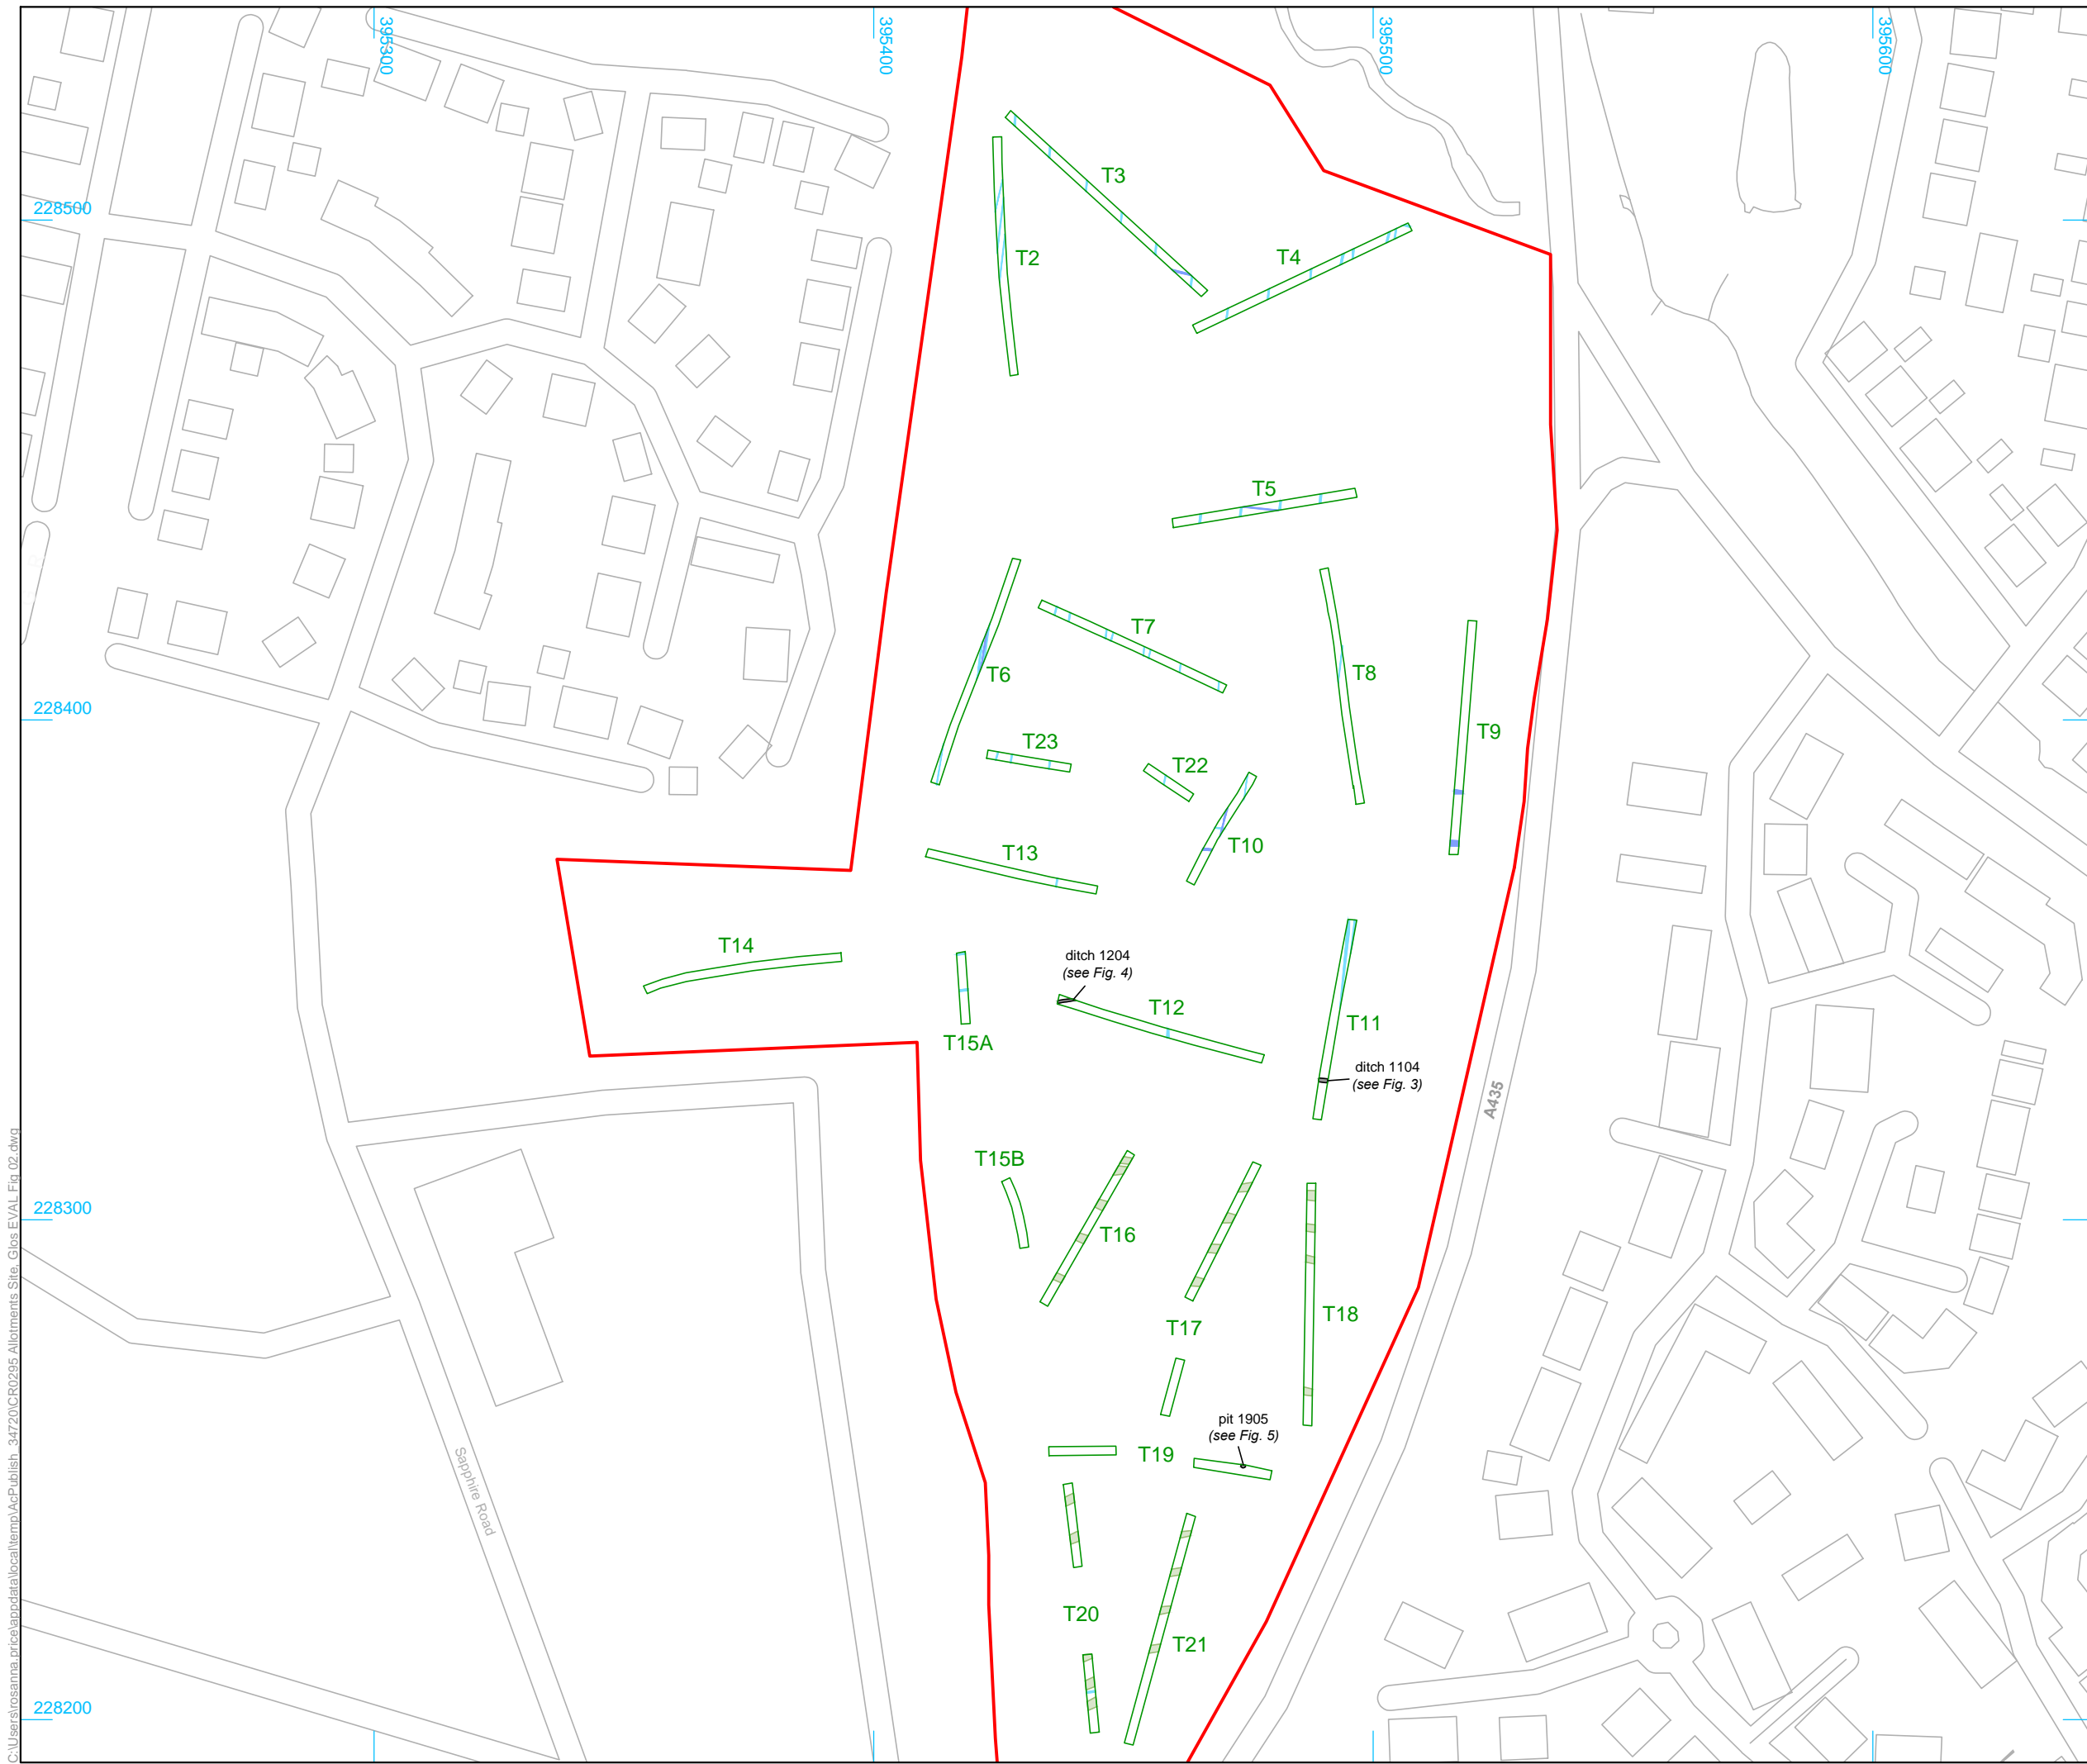 395300
395400
395500
395600
228500
T3
T2
T4
T5
T7
T6
T8
228400
T9
T23
T22
T10
T13
T14
ditch 1204
(see Fig. 4)
T12
T11
T15A
ditch 1104
(see Fig. 3)
A435
T15B
228300
T16
T17
T18
pit 1905
(see Fig. 5)
T19
Sapphire Road
T20
T21
228200
C:\Users\rosanna.price\appdata\local\temp\AcPublish_34720\CR0295 Allotments Site, Glos EVAL Fig 02.dwg